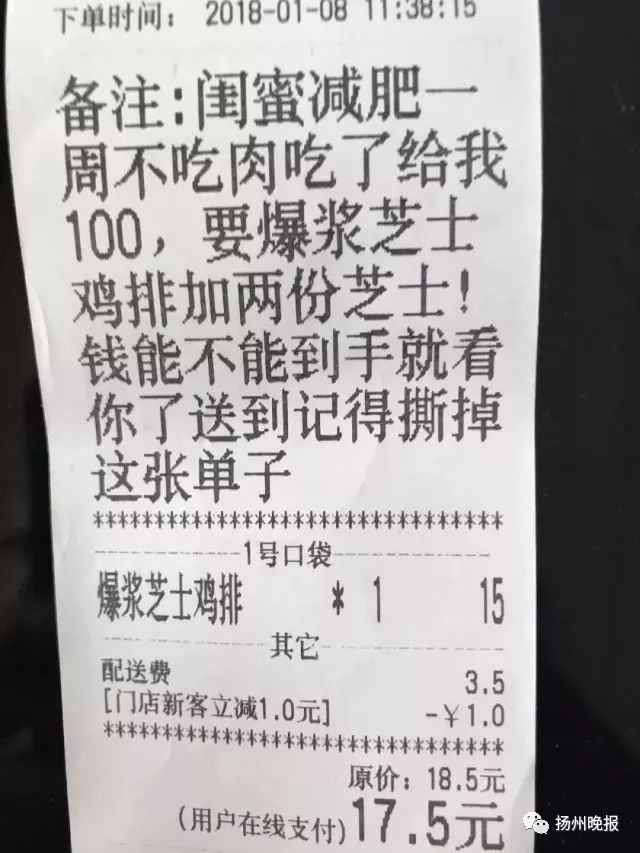 下单时间: 2018-01-08 11:38:15
备注:闺蜜减肥一
周不吃肉吃了给我
100，要爆浆芝士
鸡排加两份芝士!
钱能不能到手就看
你了送到记得撕掉
这张单子
********************************
------------1号口袋------------
爆浆芝士鸡排 * 1 15
------------其它------------
配送费 3.5
[门店新客立减1.0元] -￥1.0
********************************
原价: 18.5元
(用户在线支付)17.5元
扬州晚报